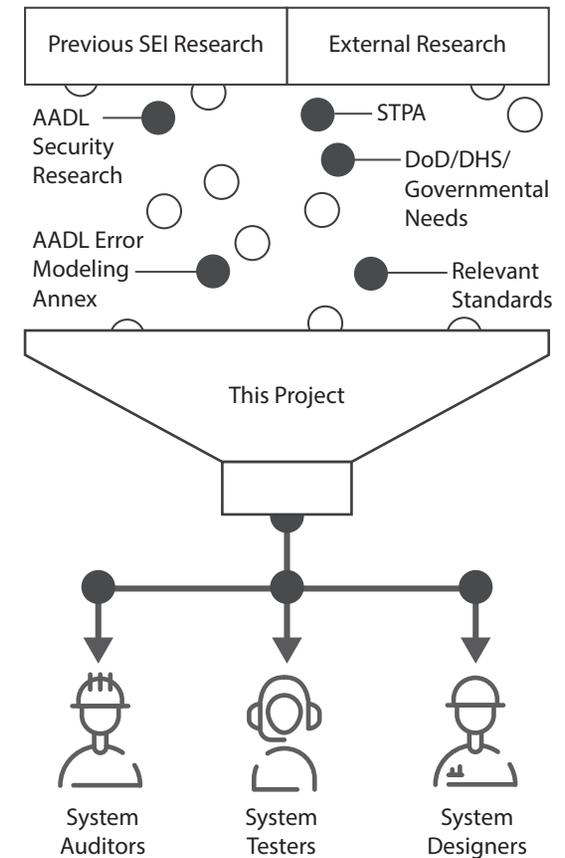 Previous SEI Research
External Research
AADL
Security
Research
STPA
DoD/DHS/
Governmental
Needs
AADL Error
Modeling
Annex
Relevant
Standards
This Project
System
Auditors
System
Testers
System
Designers